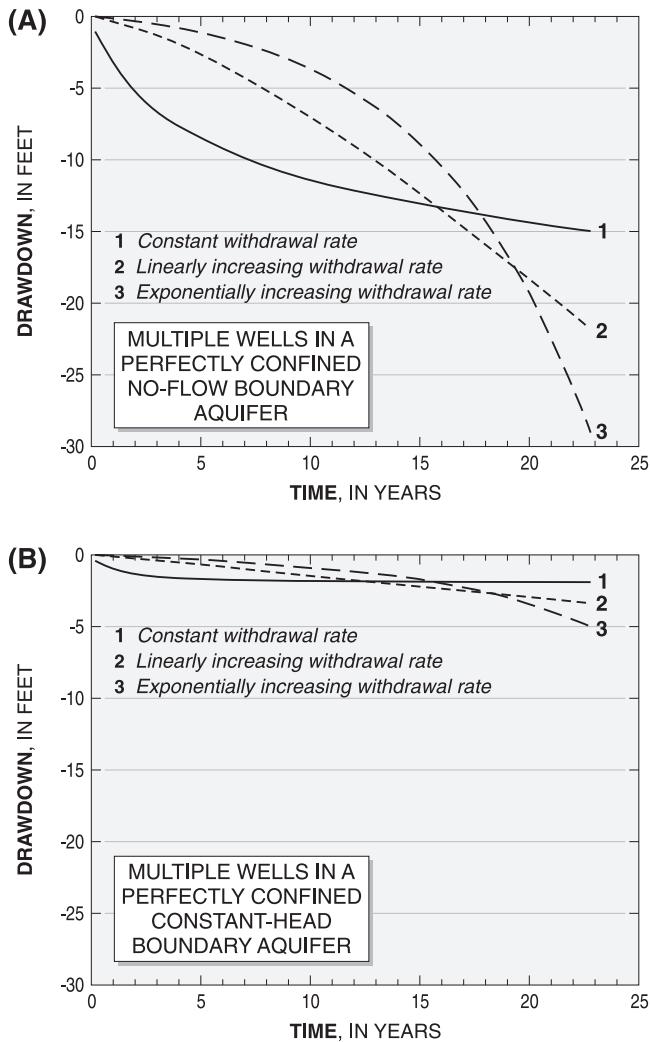 (A)
0
-5
-10
-15
-20
-25
-30
DRAWDOWN, IN FEET
1 Constant withdrawal rate
2 Linearly increasing withdrawal rate
3 Exponentially increasing withdrawal rate
MULTIPLE WELLS IN A
PERFECTLY CONFINED
NO-FLOW BOUNDARY
AQUIFER
1
2
3
0 5 10 15 20 25
TIME, IN YEARS
(B)
0
-5
-10
-15
-20
-25
-30
DRAWDOWN, IN FEET
1
2
3
1 Constant withdrawal rate
2 Linearly increasing withdrawal rate
3 Exponentially increasing withdrawal rate
MULTIPLE WELLS IN A
PERFECTLY CONFINED
CONSTANT-HEAD
BOUNDARY AQUIFER
0 5 10 15 20 25
TIME, IN YEARS